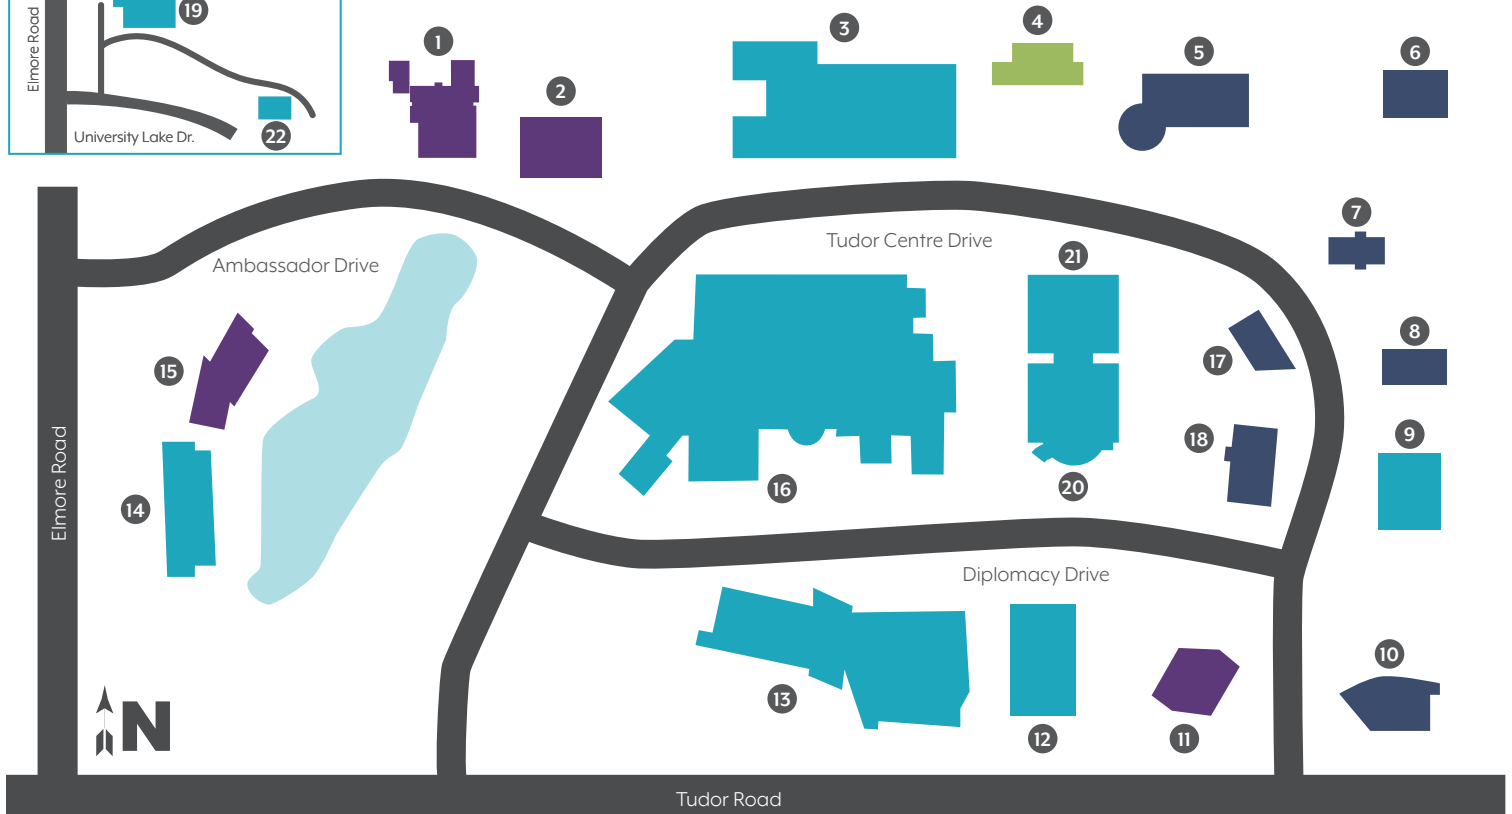 19
Elmore Road
University Lake Dr.
22
1
2
3
4
5
6
7
Tudor Centre Drive
Ambassador Drive
21
15
17
8
18
9
14
16
20
Elmore Road
Diplomacy Drive
13
12
11
10
N
Tudor Road